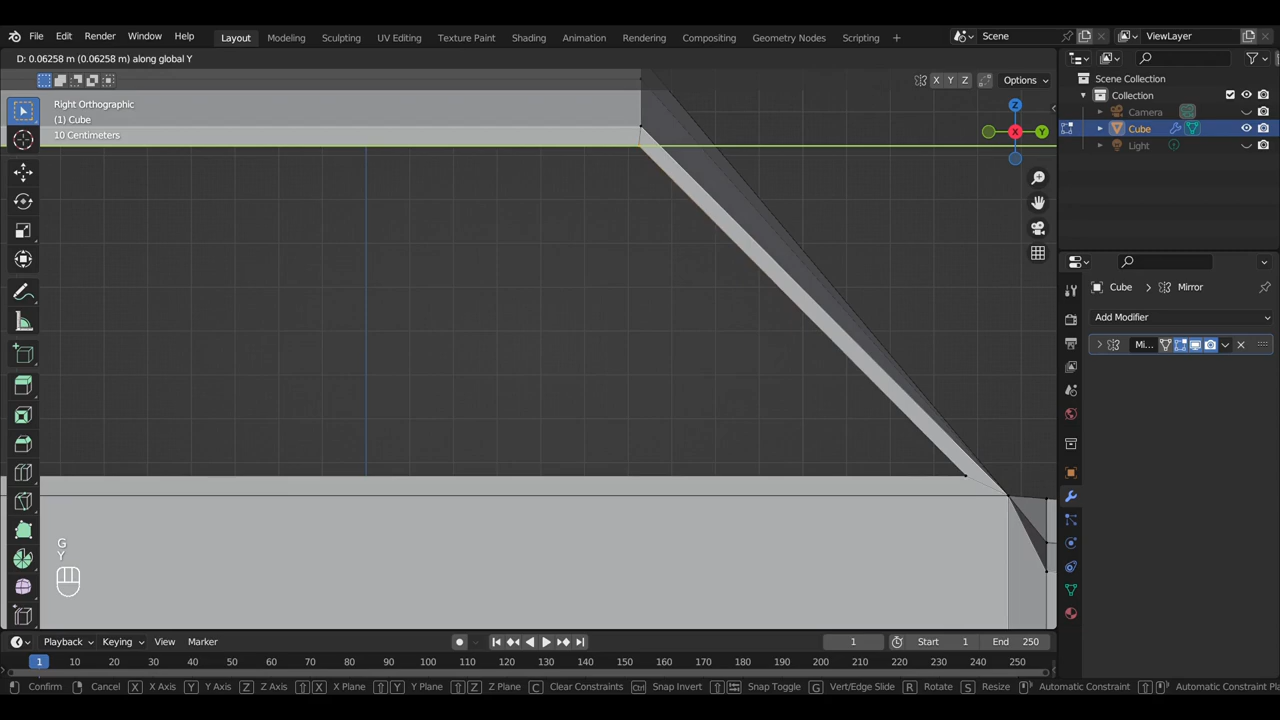 File Edit Render Window Help Layout Modeling Sculpting UV Editing Texture Paint Shading Animation Rendering Compositing Geometry Nodes Scripting + Scene ViewLayer
D: 0.06258 m (0.06258 m) along global Y
X Y Z Options
Right Orthographic
(1) Cube
10 Centimeters
Z
X Y
Scene Collection
Collection
Camera
Cube
Light
Cube > Mirror
Add Modifier
Mi...
G
Y
Playback Keying View Marker 1 Start 1 End 250
1 10 20 30 40 50 60 70 80 90 100 110 120 130 140 150 160 170 180 190 200 210 220 230 240 250
Confirm Cancel X X Axis Y Y Axis Z Z Axis X X Plane Y Y Plane Z Z Plane C Clear Constraints Ctrl Snap Invert Snap Toggle G Vert/Edge Slide R Rotate S Resize Automatic Constraint Automatic Constraint Pla